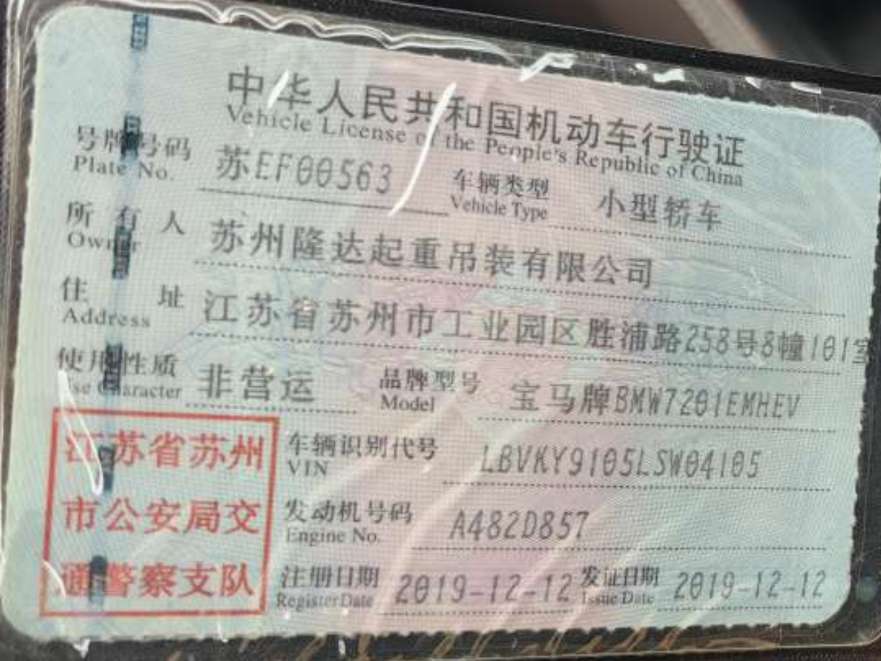 中华人民共和国机动车行驶证
Vehicle License of the People's Republic of China
号牌号码 苏EF00563 车辆类型 小型轿车
Plate No. Vehicle Type
所有人 苏州隆达起重吊装有限公司
Owner
住址 江苏省苏州市工业园区胜浦路258号8幢101室
Address
使用性质 非营运 品牌型号 宝马牌BMW7201EMHEV
Use Character Model
江苏省苏州 车辆识别代号 LBVKY9105LSW04105
VIN
市公安局交 发动机号码 A482D857
Engine No.
通警察支队 注册日期 2019-12-12 发证日期 2019-12-12
Register Date Issue Date